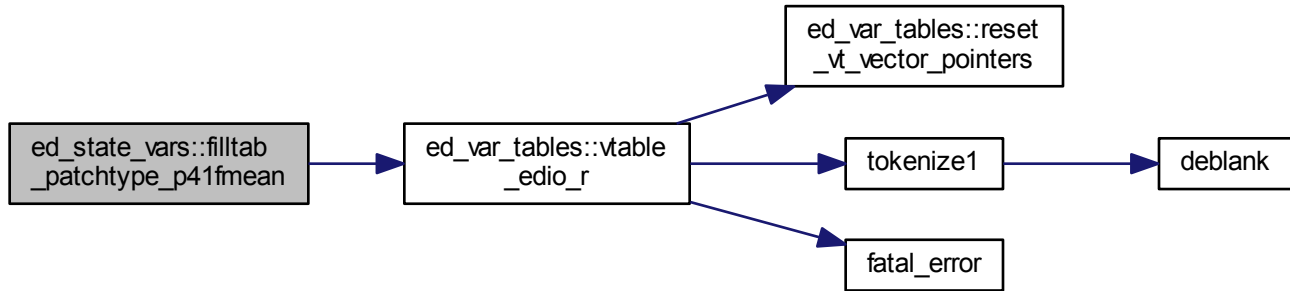 ed_state_vars::filltab
_patchtype_p41fmean
ed_var_tables::vtable
_edio_r
ed_var_tables::reset
_vt_vector_pointers
tokenize1
deblank
fatal_error